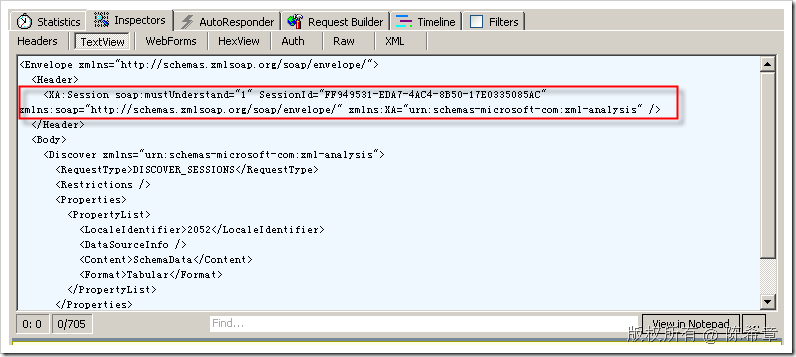 Statistics Inspectors AutoResponder Request Builder Timeline Filters
Headers TextView WebForms HexView Auth Raw XML
<Envelope xmlns="http://schemas.xmlsoap.org/soap/envelope/">
<Header>
<XA:Session soap:mustUnderstand="1" SessionId="FF949531-EDA7-4AC4-8B50-17E0335085AC"
xmlns:soap="http://schemas.xmlsoap.org/soap/envelope/" xmlns:XA="urn:schemas-microsoft-com:xml-analysis" />
</Header>
<Body>
<Discover xmlns="urn:schemas-microsoft-com:xml-analysis">
<RequestType>DISCOVER_SESSIONS</RequestType>
<Restrictions />
<Properties>
<PropertyList>
<LocaleIdentifier>2052</LocaleIdentifier>
<DataSourceInfo />
<Content>SchemaData</Content>
<Format>Tabular</Format>
</PropertyList>
</Properties>
0: 0 0/705 Find... View in Notepad ...
版权所有 @ 陈希章